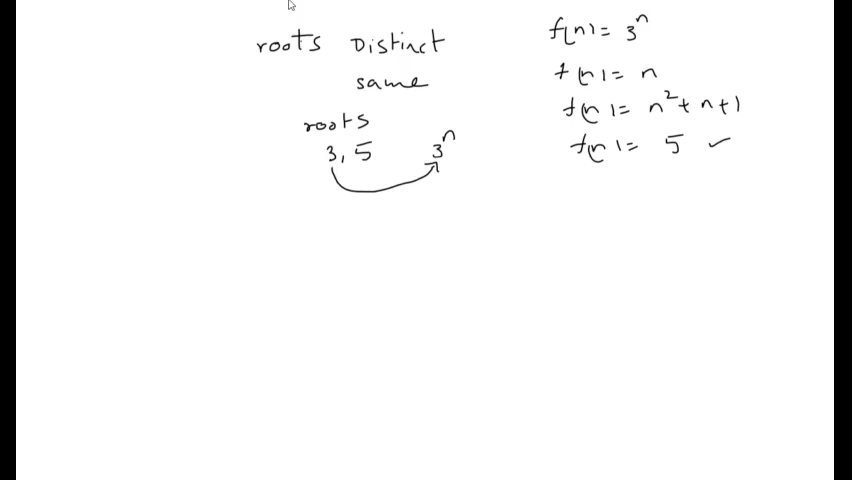 roots Distinct
same
roots
3, 5 3^n
f(n) = 3^n
f(n) = n
f(n) = n^2 + n + 1
f(n) = 5 ✓